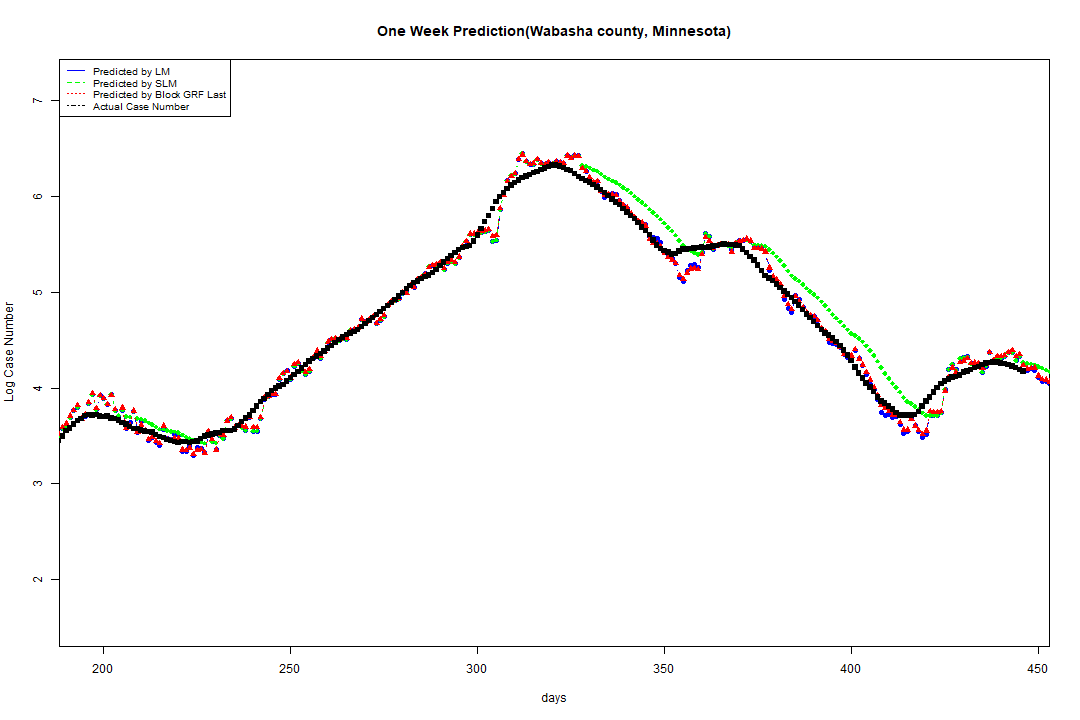 One Week Prediction(Wabasha county, Minnesota)
Predicted by LM
Predicted by SLM
Predicted by Block GRF Last
Actual Case Number
7
6
5
4
3
2
Log Case Number
200 250 300 350 400 450
days